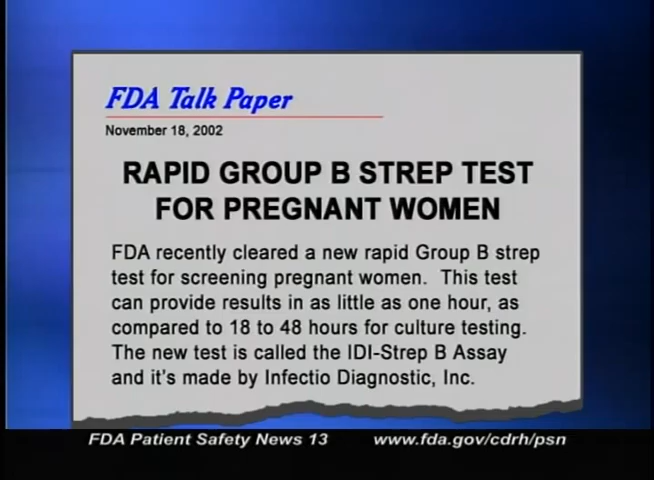 FDA Talk Paper
November 18, 2002
RAPID GROUP B STREP TEST
FOR PREGNANT WOMEN
FDA recently cleared a new rapid Group B strep
test for screening pregnant women. This test
can provide results in as little as one hour, as
compared to 18 to 48 hours for culture testing.
The new test is called the IDI-Strep B Assay
and it's made by Infectio Diagnostic, Inc.
FDA Patient Safety News 13 www.fda.gov/cdrh/psn